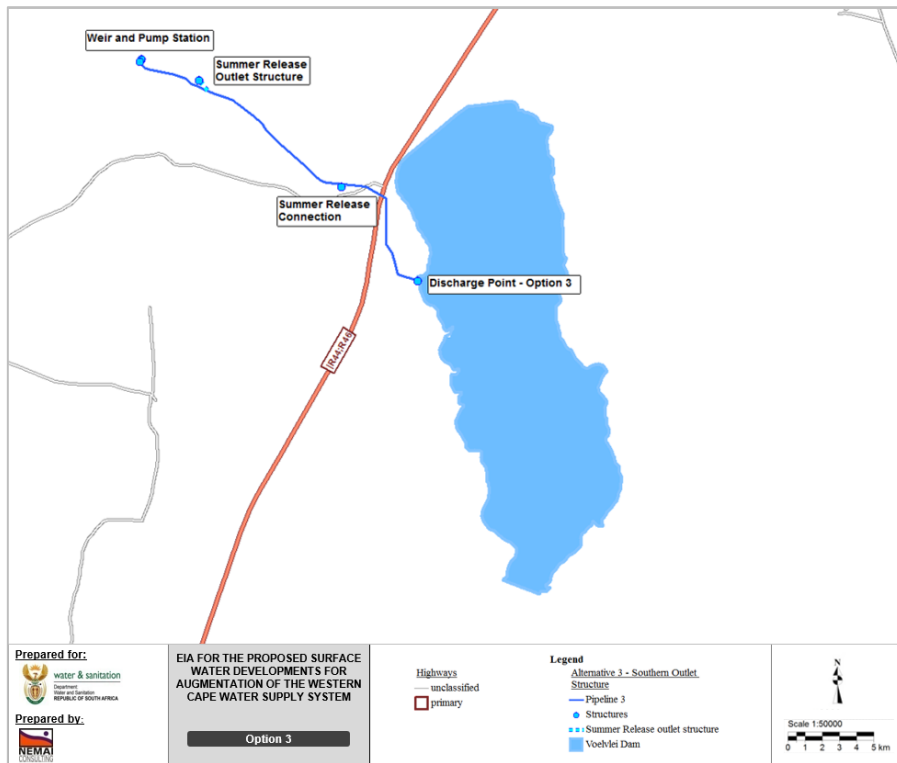 Weir and Pump Station
Summer Release
Outlet Structure
Summer Release
Connection
Discharge Point - Option 3
|R44;R46
Prepared for:
water & sanitation
Department
Water and Sanitation
REPUBLIC OF SOUTH AFRICA
Prepared by:
NEMAI
CONSULTING
EIA FOR THE PROPOSED SURFACE
WATER DEVELOPMENTS FOR
AUGMENTATION OF THE WESTERN
CAPE WATER SUPPLY SYSTEM
Option 3
Highways
unclassified
primary
Legend
Alternative 3 - Southern Outlet
Structure
Pipeline 3
Structures
Summer Release outlet structure
Voelvlei Dam
N
Scale 1:50000
0 1 2 3 4 5 km